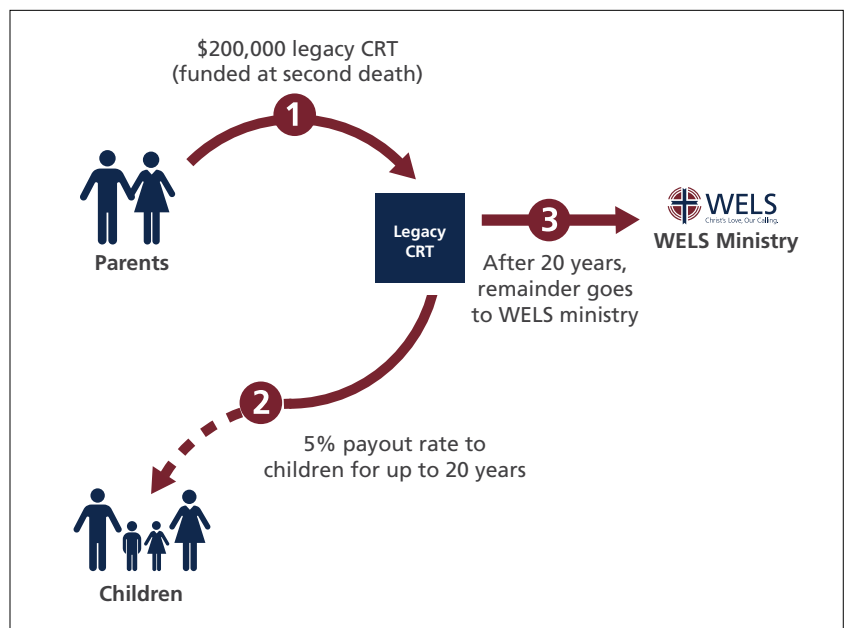 $200,000 legacy CRT
(funded at second death)
1
Parents
Legacy
CRT
3
WELS
Christ's Love, Our Calling.
WELS Ministry
After 20 years,
remainder goes
to WELS ministry
2
5% payout rate to
children for up to 20 years
Children